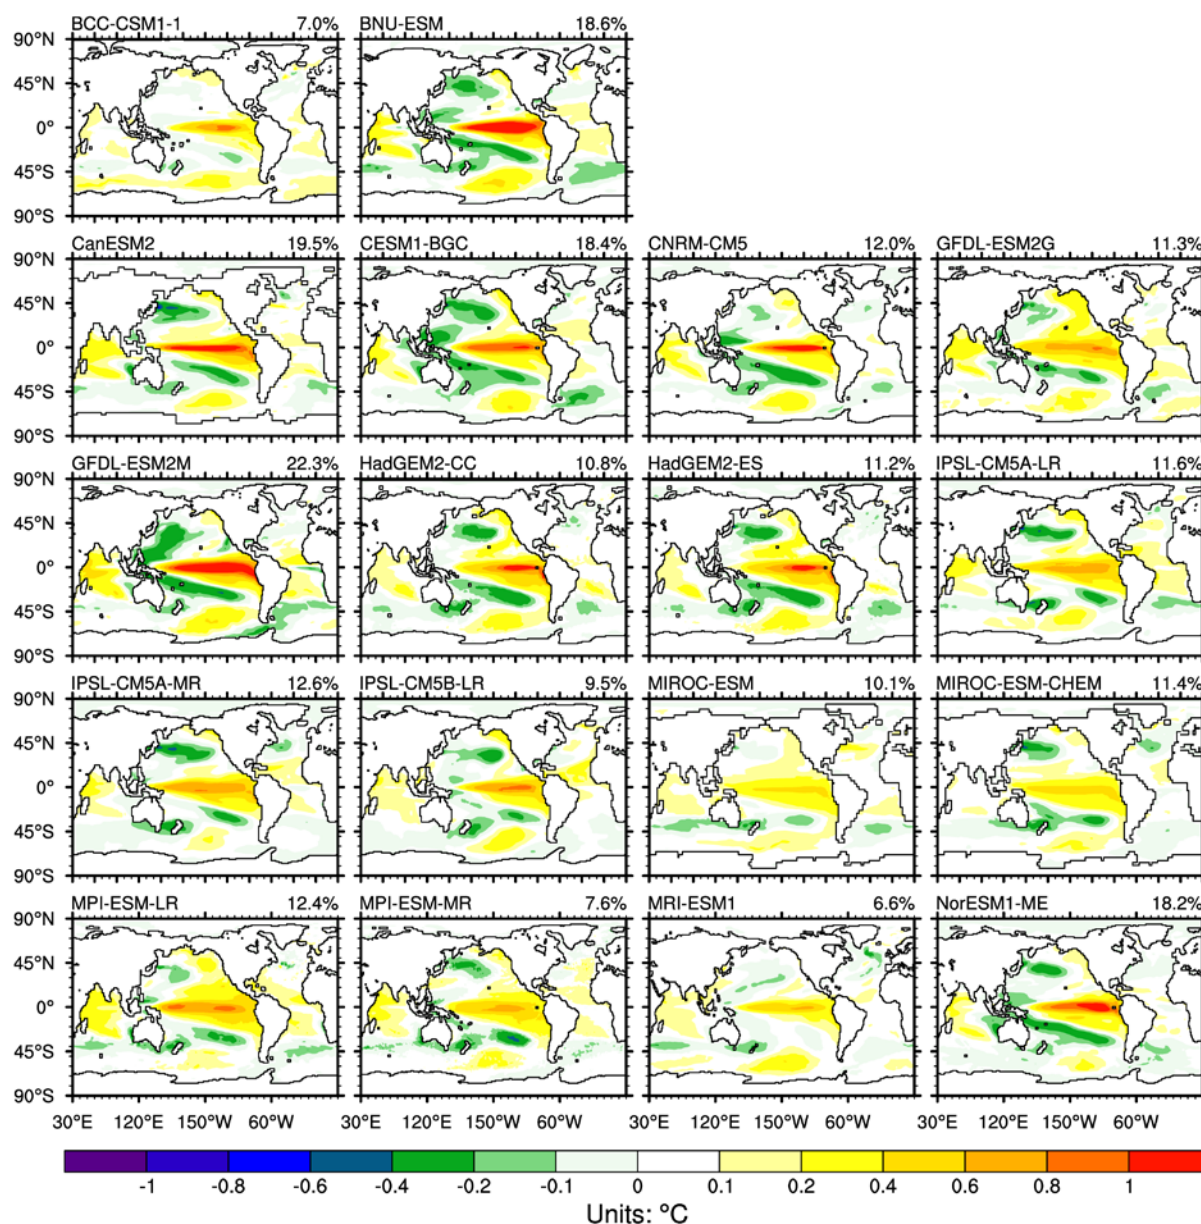 BCC-CSM1-1 7.0% BNU-ESM 18.6%
90°N
45°N
0°
45°S
90°S
CanESM2 19.5% CESM1-BGC 18.4% CNRM-CM5 12.0% GFDL-ESM2G 11.3%
90°N
45°N
0°
45°S
90°S
GFDL-ESM2M 22.3% HadGEM2-CC 10.8% HadGEM2-ES 11.2% IPSL-CM5A-LR 11.6%
90°N
45°N
0°
45°S
90°S
IPSL-CM5A-MR 12.6% IPSL-CM5B-LR 9.5% MIROC-ESM 10.1% MIROC-ESM-CHEM 11.4%
90°N
45°N
0°
45°S
90°S
MPI-ESM-LR 12.4% MPI-ESM-MR 7.6% MRI-ESM1 6.6% NorESM1-ME 18.2%
90°N
45°N
0°
45°S
90°S
30°E 120°E 150°W 60°W 30°E 120°E 150°W 60°W 30°E 120°E 150°W 60°W 30°E 120°E 150°W 60°W
-1 -0.8 -0.6 -0.4 -0.2 -0.1 0 0.1 0.2 0.4 0.6 0.8 1
Units: °C